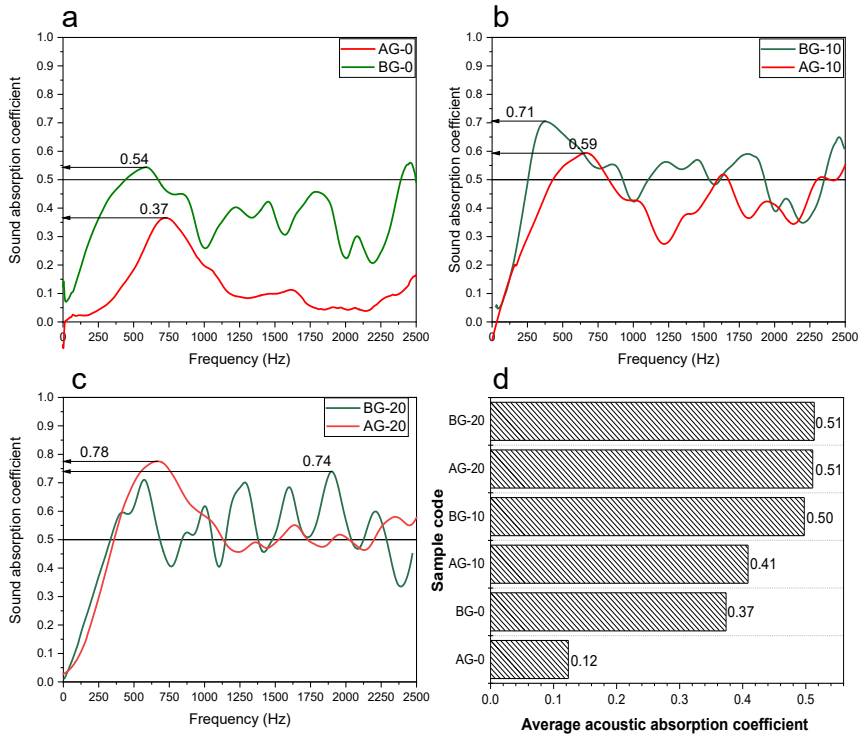 a
AG-0
BG-0
0.54
0.37
1.0
0.9
0.8
0.7
0.6
0.5
0.4
0.3
0.2
0.1
0.0
Sound absorption coefficient
0 250 500 750 1000 1250 1500 1750 2000 2250 2500
Frequency (Hz)
b
BG-10
AG-10
0.71
0.59
1.0
0.9
0.8
0.7
0.6
0.5
0.4
0.3
0.2
0.1
0.0
Sound absorption coefficient
0 250 500 750 1000 1250 1500 1750 2000 2250 2500
Frequency (Hz)
c
BG-20
AG-20
0.78
0.74
1.0
0.9
0.8
0.7
0.6
0.5
0.4
0.3
0.2
0.1
0.0
Sound absorption coefficient
0 250 500 750 1000 1250 1500 1750 2000 2250 2500
Frequency (Hz)
d
BG-20 0.51
AG-20 0.51
BG-10 0.50
AG-10 0.41
BG-0 0.37
AG-0 0.12
Sample code
0.0 0.1 0.2 0.3 0.4 0.5
Average acoustic absorption coefficient